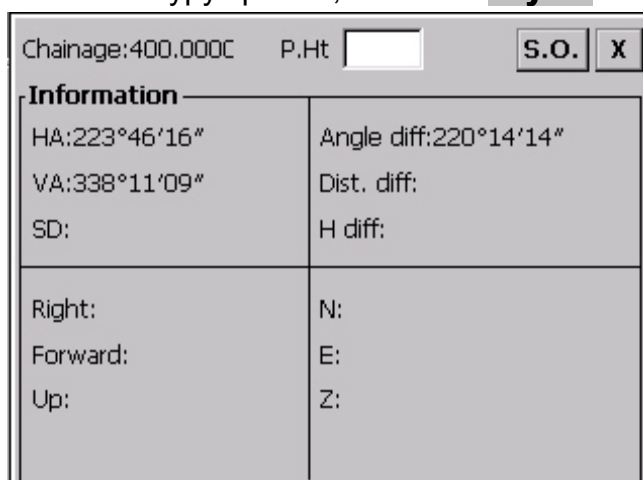 Chainage:400.000 P.Ht S.O. X
Information
HA:223°46'16" Angle diff:220°14'14"
VA:338°11'09" Dist. diff:
SD: H diff:
Right: N:
Forward: E:
Up: Z: